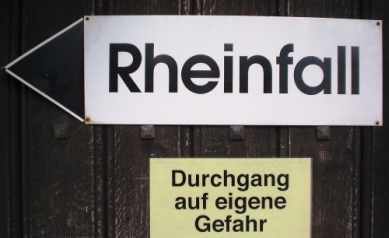 Rheinfall
Durchgang
auf eigene
Gefahr